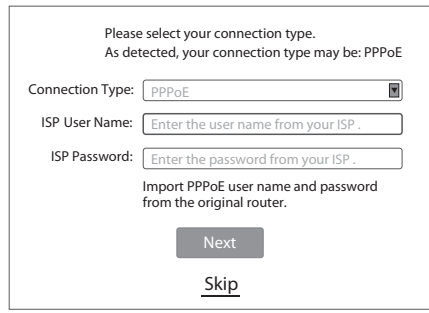 Please select your connection type.
As detected, your connection type may be: PPPoE
Connection Type: PPPoE
ISP User Name: Enter the user name from your ISP .
ISP Password: Enter the password from your ISP .
Import PPPoE user name and password
from the original router.
Next
Skip